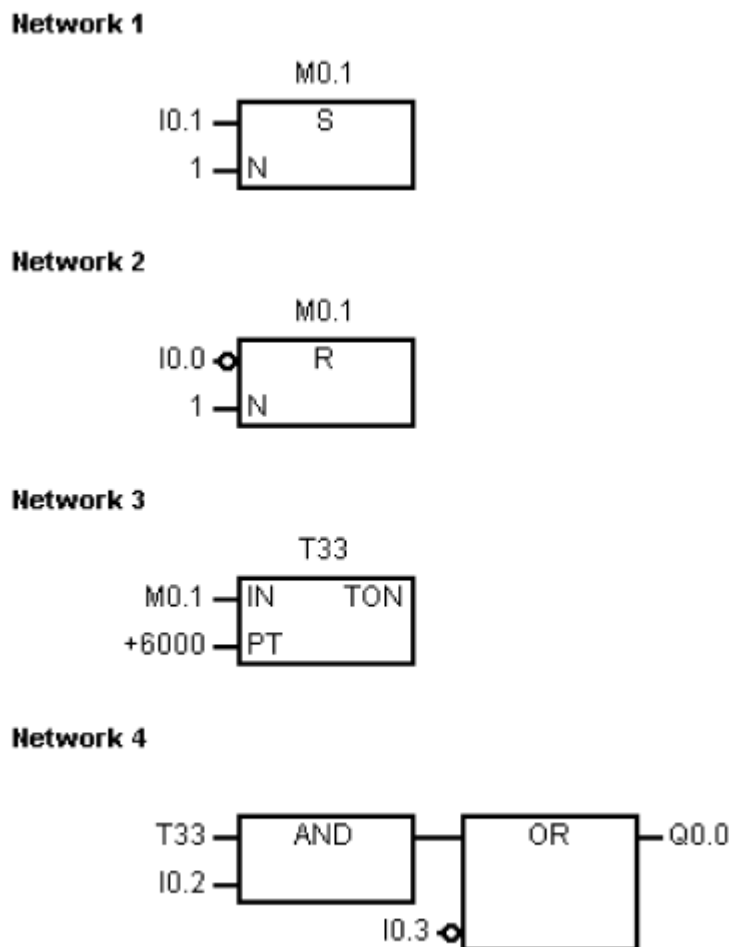 Network 1
M0.1
I0.1 S
1 N
Network 2
M0.1
I0.0 R
1 N
Network 3
T33
M0.1 IN TON
+6000 PT
Network 4
T33 AND OR Q0.0
I0.2
I0.3